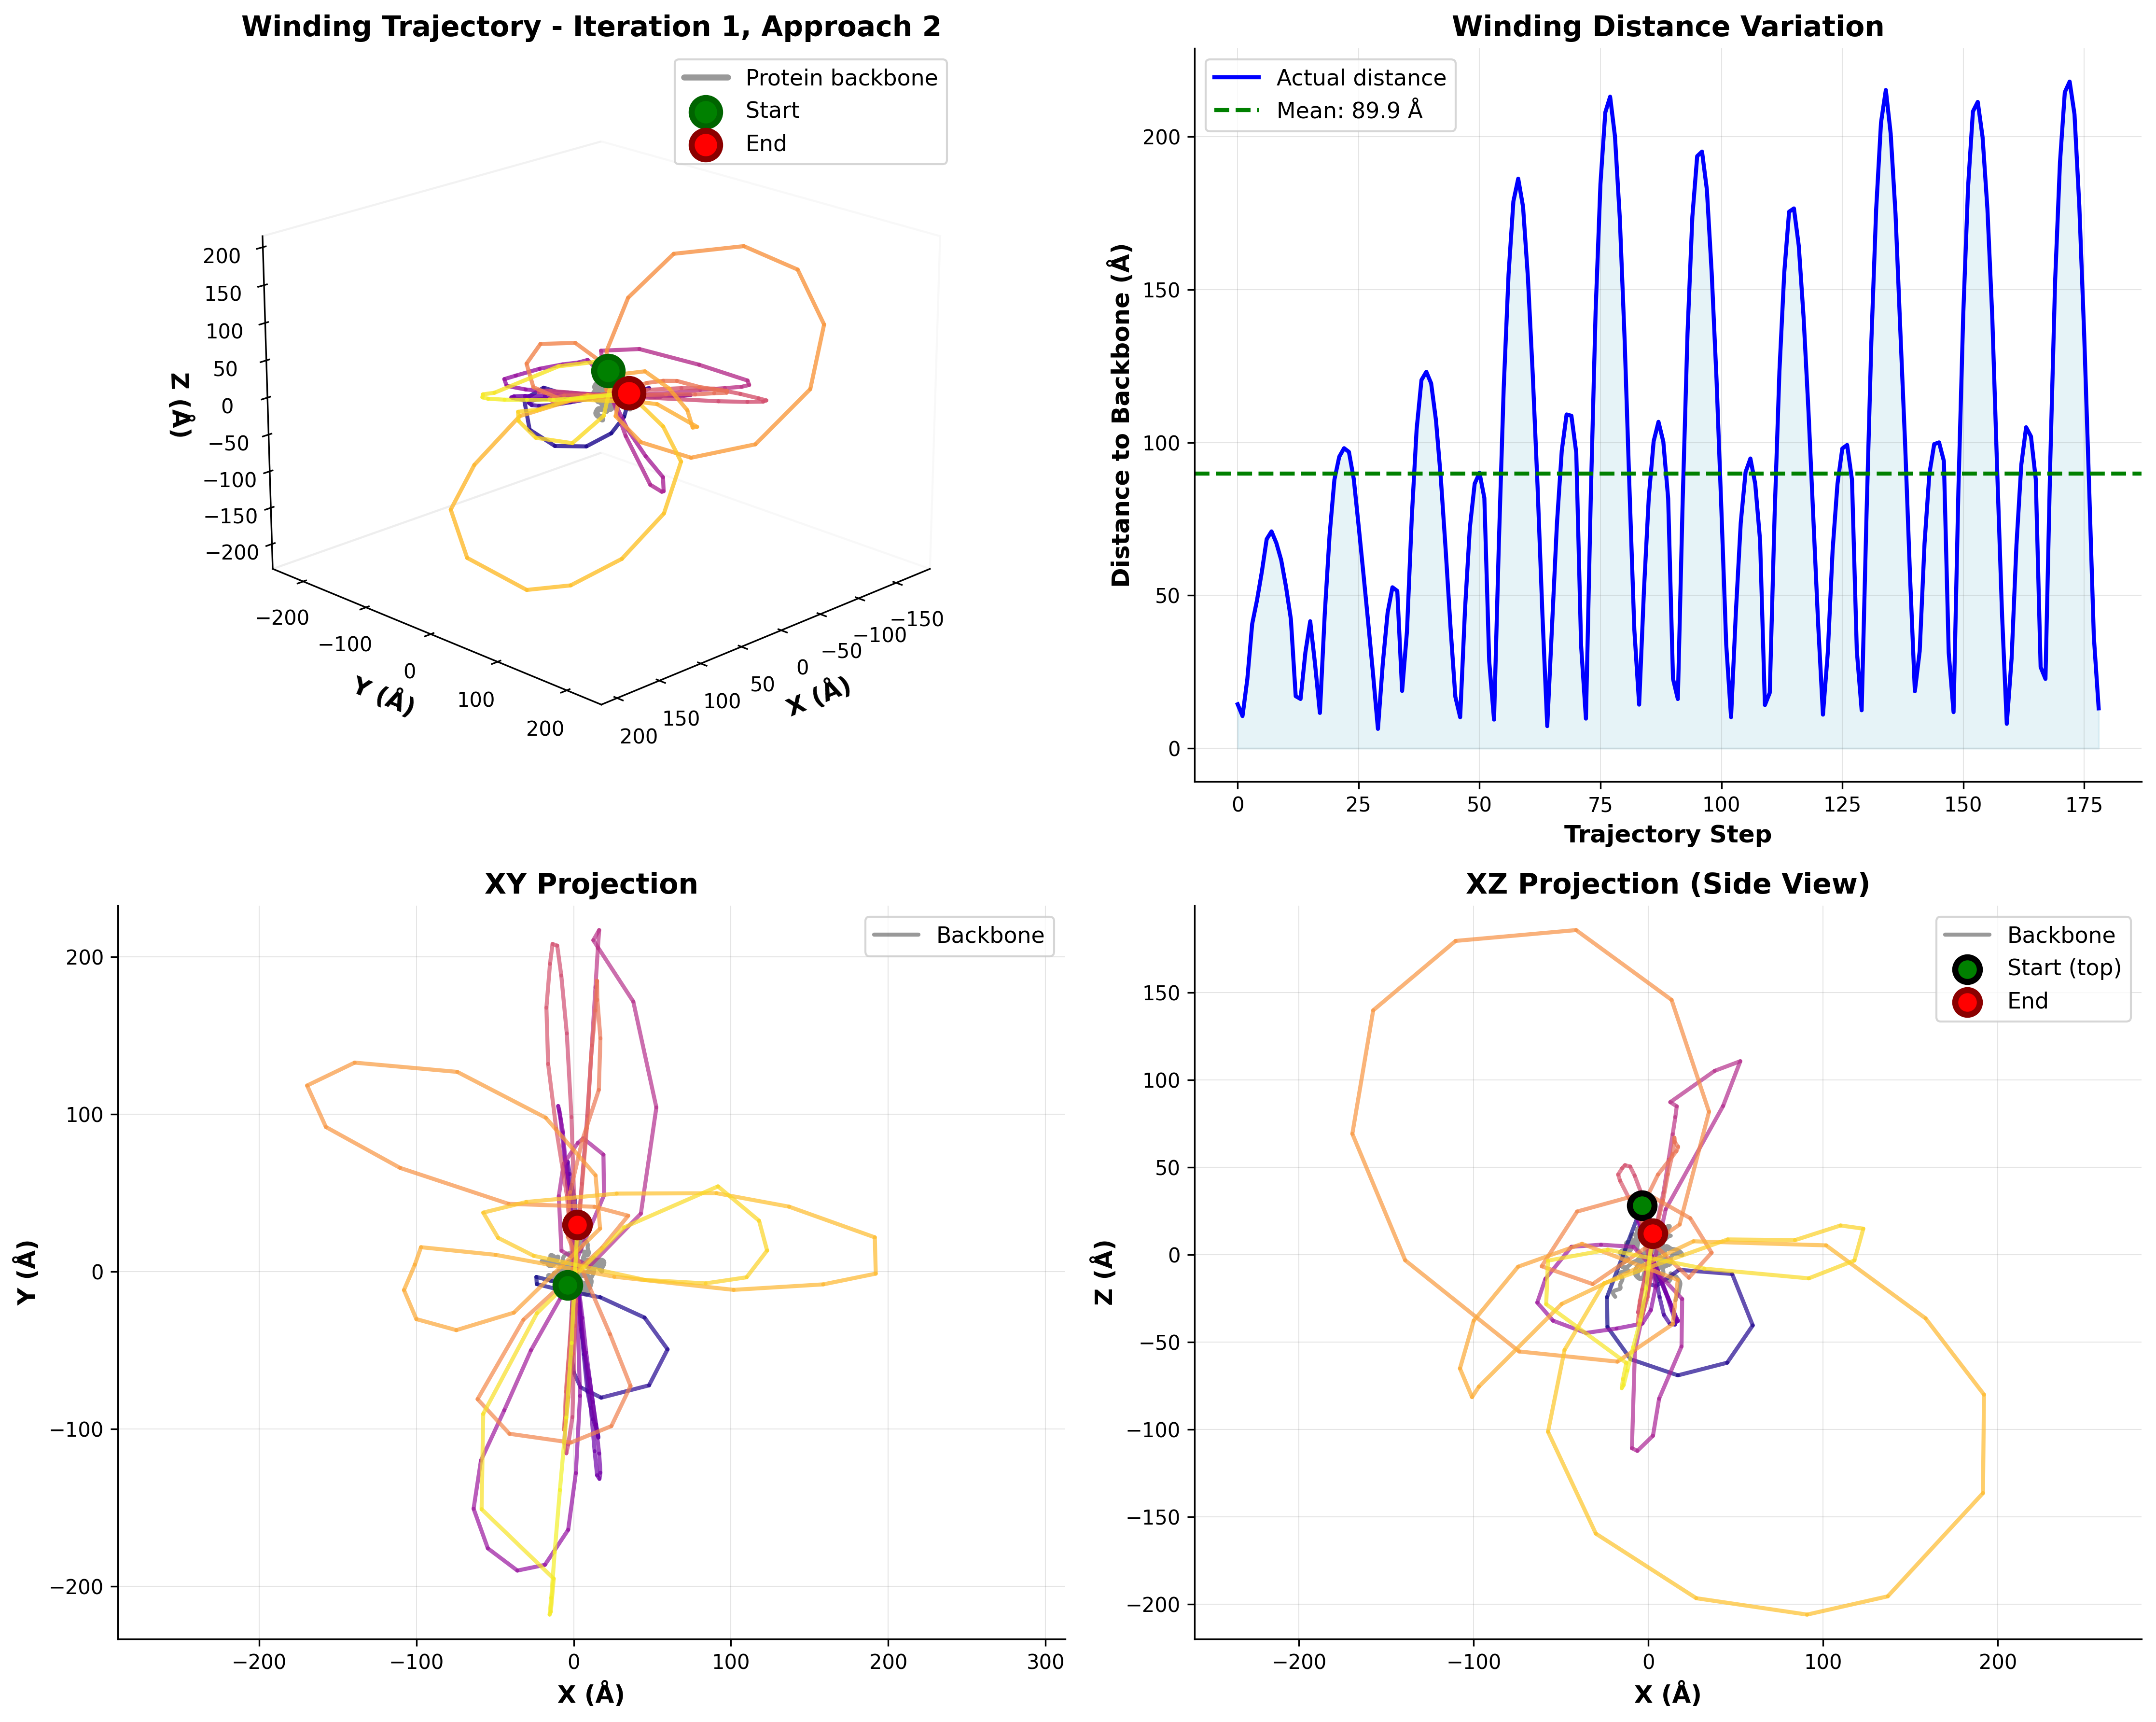 Winding Trajectory - Iteration 1, Approach 2
Protein backbone
Start
End
200
150
100
50
0
−50
−100
−150
−200
Z (Å)
−200
−100
0
100
200
Y (Å)
−150
−100
−50
0
50
100
150
200
X (Å)
Winding Distance Variation
Actual distance
Mean: 89.9 Å
200
150
100
50
0
Distance to Backbone (Å)
0 25 50 75 100 125 150 175
Trajectory Step
XY Projection
Backbone
200
100
0
−100
−200
Y (Å)
−200 −100 0 100 200 300
X (Å)
XZ Projection (Side View)
Backbone
Start (top)
End
150
100
50
0
−50
−100
−150
−200
Z (Å)
−200 −100 0 100 200
X (Å)